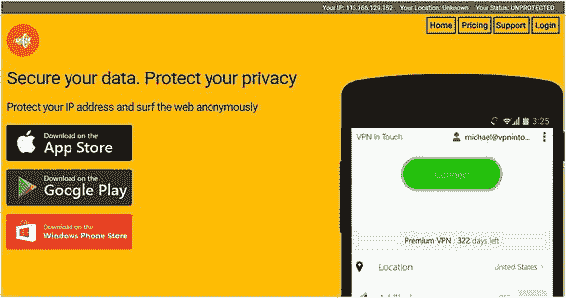 Your IP: 115.166.129.152 Your Location: Unknown Your Status: UNPROTECTED
Home Pricing Support Login
Secure your data. Protect your privacy
Protect your IP address and surf the web anonymously
Download on the
App Store
Download on the
Google Play
Download on the
Windows Phone Store
3:25
VPN in Touch michael@vpninto...
Connect
Premium VPN : 322 days left
Location United States >